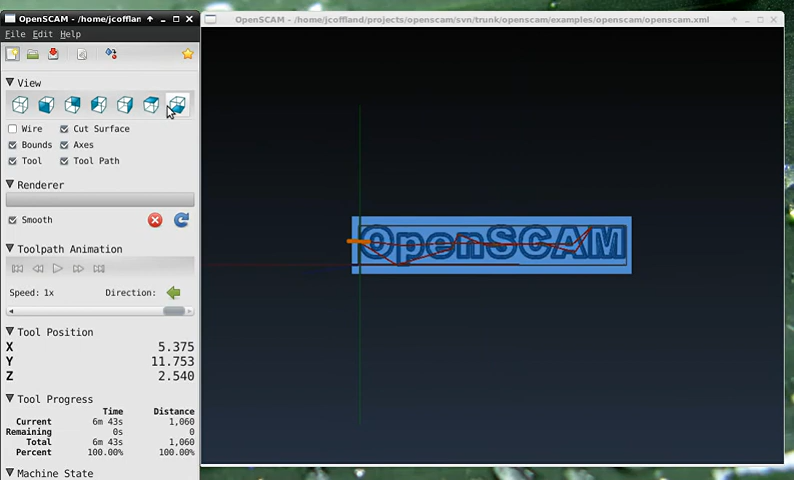 OpenSCAM - /home/jcofflan
File Edit Help
View
Wire
Cut Surface
Bounds
Axes
Tool
Tool Path
Renderer
Smooth
Toolpath Animation
Speed: 1x
Direction:
Tool Position
X 5.375
Y 11.753
Z 2.540
Tool Progress
Time Distance
Current 6m 43s 1,060
Remaining 0s 0
Total 6m 43s 1,060
Percent 100.00% 100.00%
Machine State
OpenSCAM - /home/jcoffland/projects/openscam/svn/trunk/openscam/examples/openscam/openscam.xml
OpenSCAM